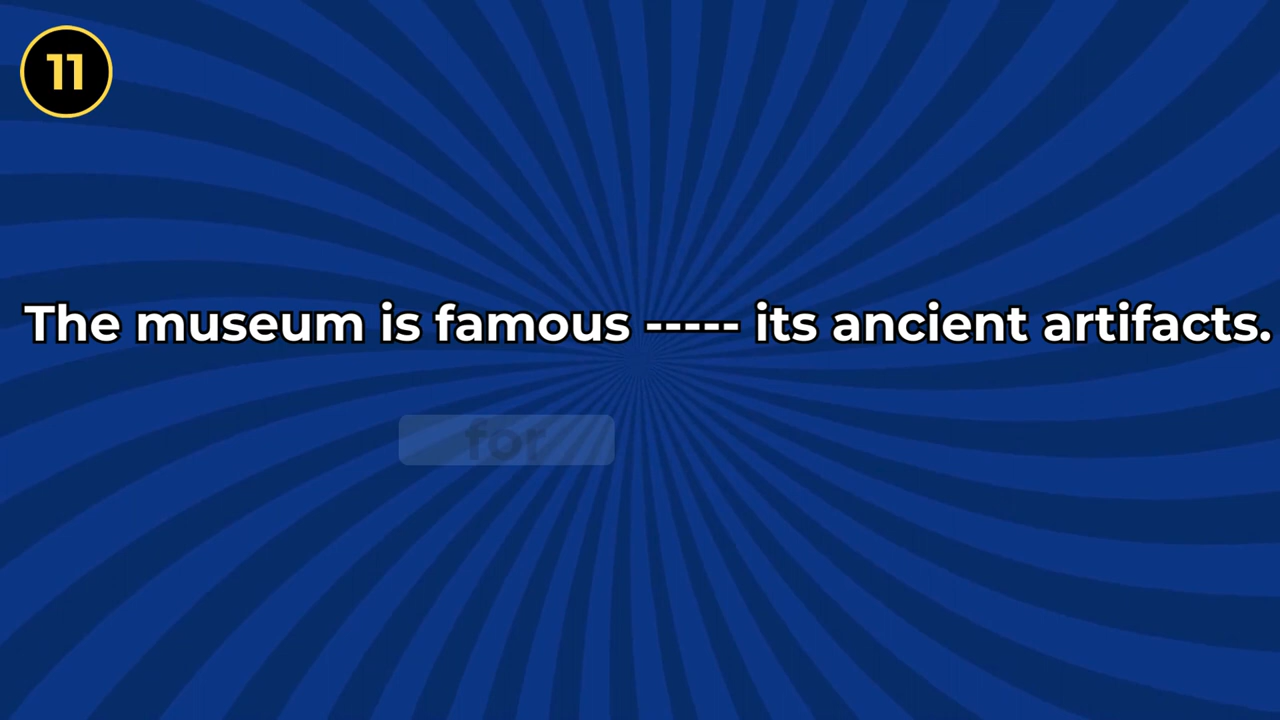 11
The museum is famous ----- its ancient artifacts.
for